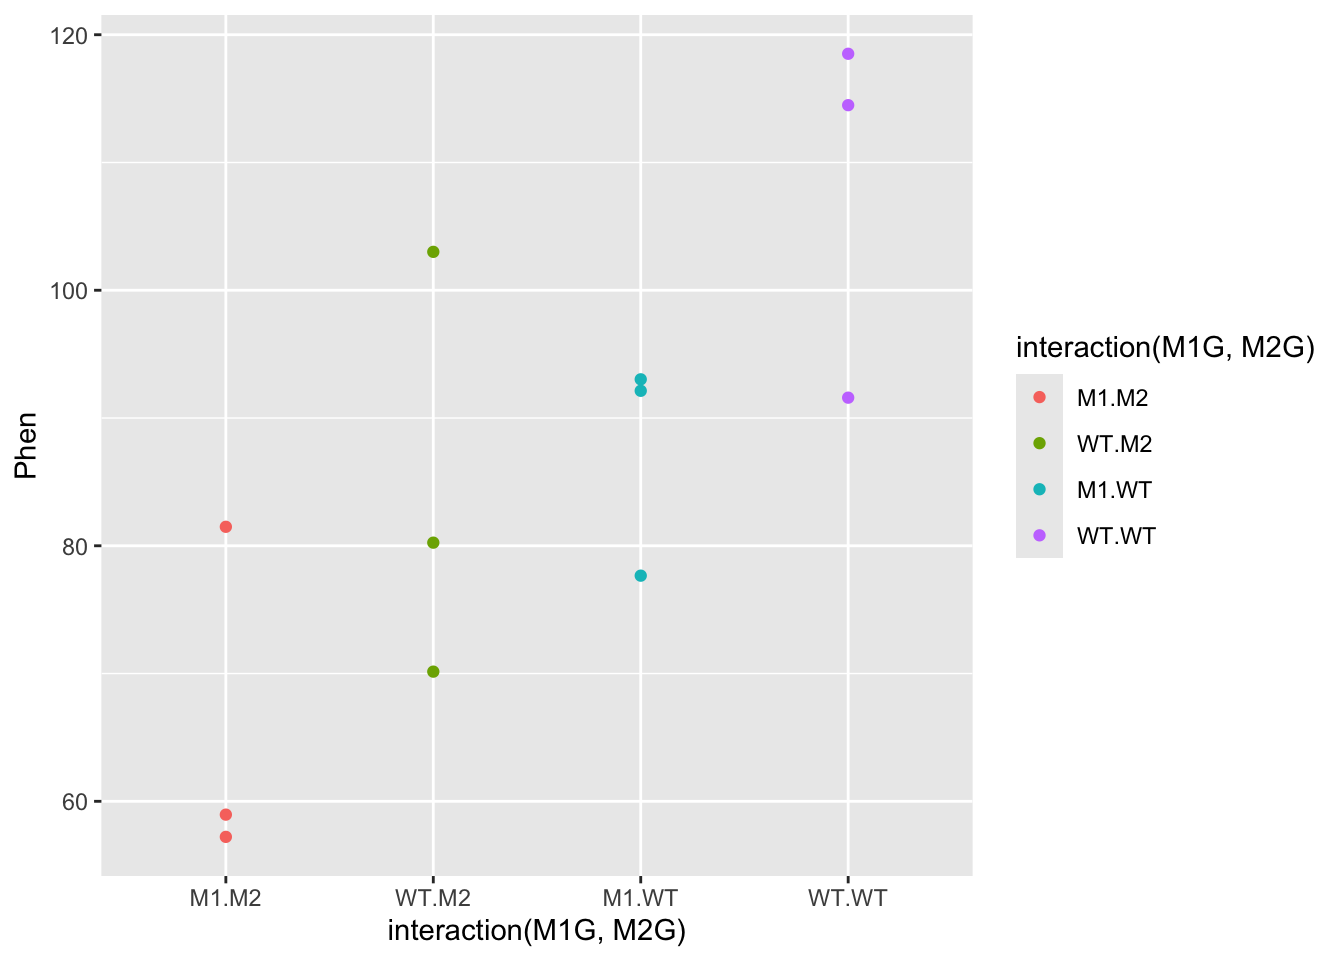 120
100
80
60
Phen
M1.M2
WT.M2
M1.WT
WT.WT
interaction(M1G, M2G)
interaction(M1G, M2G)
M1.M2
WT.M2
M1.WT
WT.WT